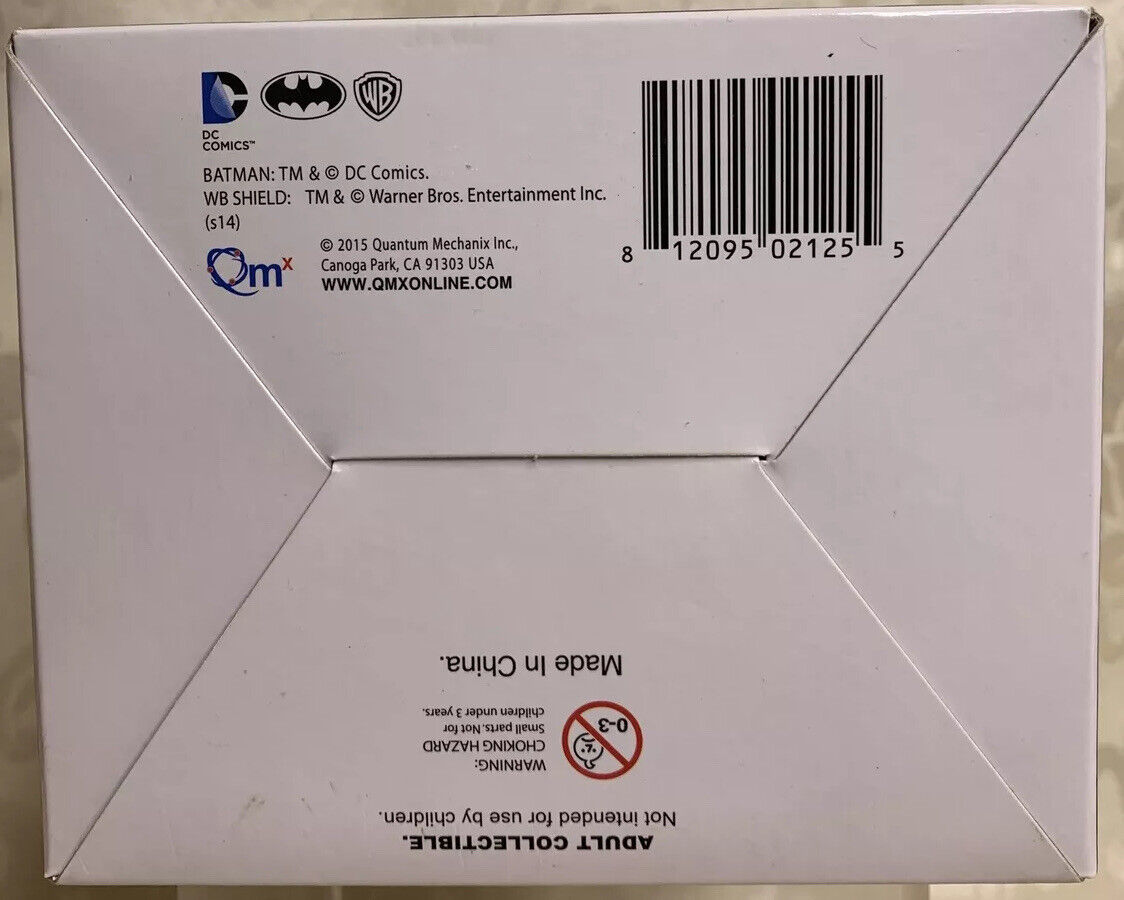 DC
COMICS™
WB
BATMAN: TM & © DC Comics.
WB SHIELD: TM & © Warner Bros. Entertainment Inc.
(s14)
Qmx
© 2015 Quantum Mechanix Inc.,
Canoga Park, CA 91303 USA
WWW.QMXONLINE.COM
8 12095 02125 5
ADULT COLLECTIBLE.
Not intended for use by children.
WARNING:
CHOKING HAZARD
Small parts. Not for
children under 3 years.
0-3
Made In China.